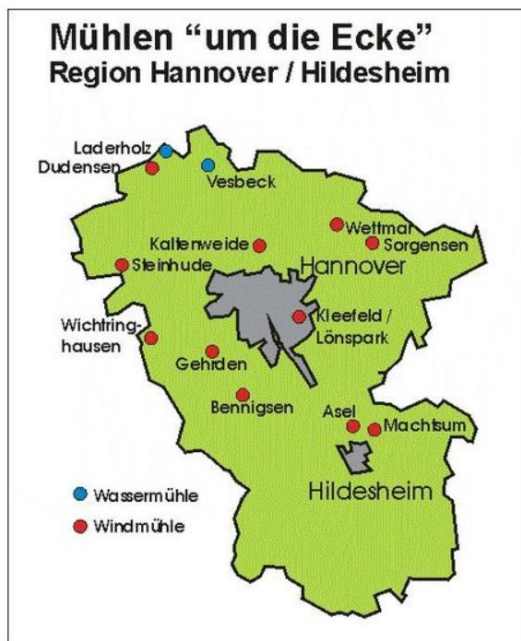 Mühlen “um die Ecke”
Region Hannover / Hildesheim
Laderholz
Dudensen
Vesbeck
Wettmar
Kaltenweide
Sorgensen
Steinhude
Hannover
Kleefeld /
Lönspark
Wichtring-
hausen
Gehrden
Bennigsen
Asel
Machtsum
Hildesheim
Wassermühle
Windmühle